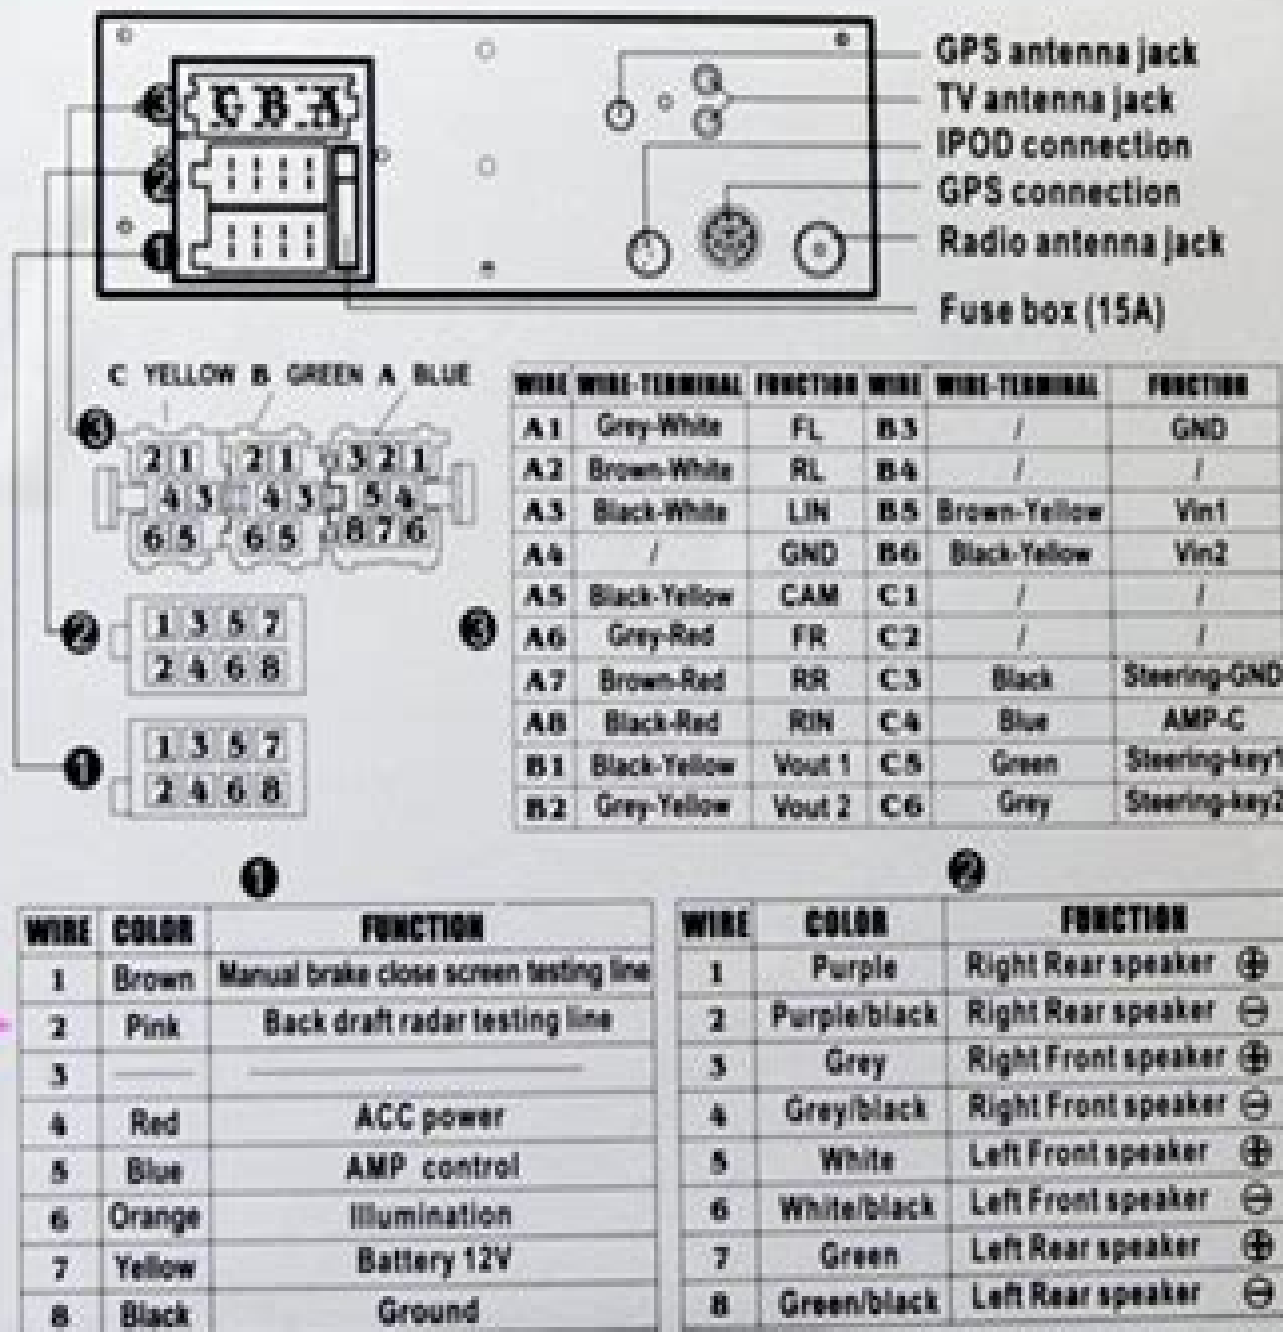 GPS antenna jack
TV antenna jack
IPOD connection
GPS connection
Radio antenna jack
Fuse box (15A)
3 C B A
2
1
C YELLOW B GREEN A BLUE
3
2 1 2 1 3 2 1
4 3 4 3 5 4
6 5 6 5 8 7 6
2
1 3 5 7
2 4 6 8
1
1 3 5 7
2 4 6 8
3
WIRE WIRE-TERMINAL FUNCTION WIRE WIRE-TERMINAL FUNCTION
A1 Grey-White FL B3 / GND
A2 Brown-White RL B4 / /
A3 Black-White LIN B5 Brown-Yellow Vin1
A4 / GND B6 Black-Yellow Vin2
A5 Black-Yellow CAM C1 / /
A6 Grey-Red FR C2 / /
A7 Brown-Red RR C3 Black Steering-GND
A8 Black-Red RIN C4 Blue AMP-C
B1 Black-Yellow Vout 1 C5 Green Steering-key1
B2 Grey-Yellow Vout 2 C6 Grey Steering-key2
1
WIRE COLOR FUNCTION
1 Brown Manual brake close screen testing line
2 Pink Back draft radar testing line
3
4 Red ACC power
5 Blue AMP control
6 Orange Illumination
7 Yellow Battery 12V
8 Black Ground
2
WIRE COLOR FUNCTION
1 Purple Right Rear speaker ⊕
2 Purple/black Right Rear speaker ⊖
3 Grey Right Front speaker ⊕
4 Grey/black Right Front speaker ⊖
5 White Left Front speaker ⊕
6 White/black Left Front speaker ⊖
7 Green Left Rear speaker ⊕
8 Green/black Left Rear speaker ⊖